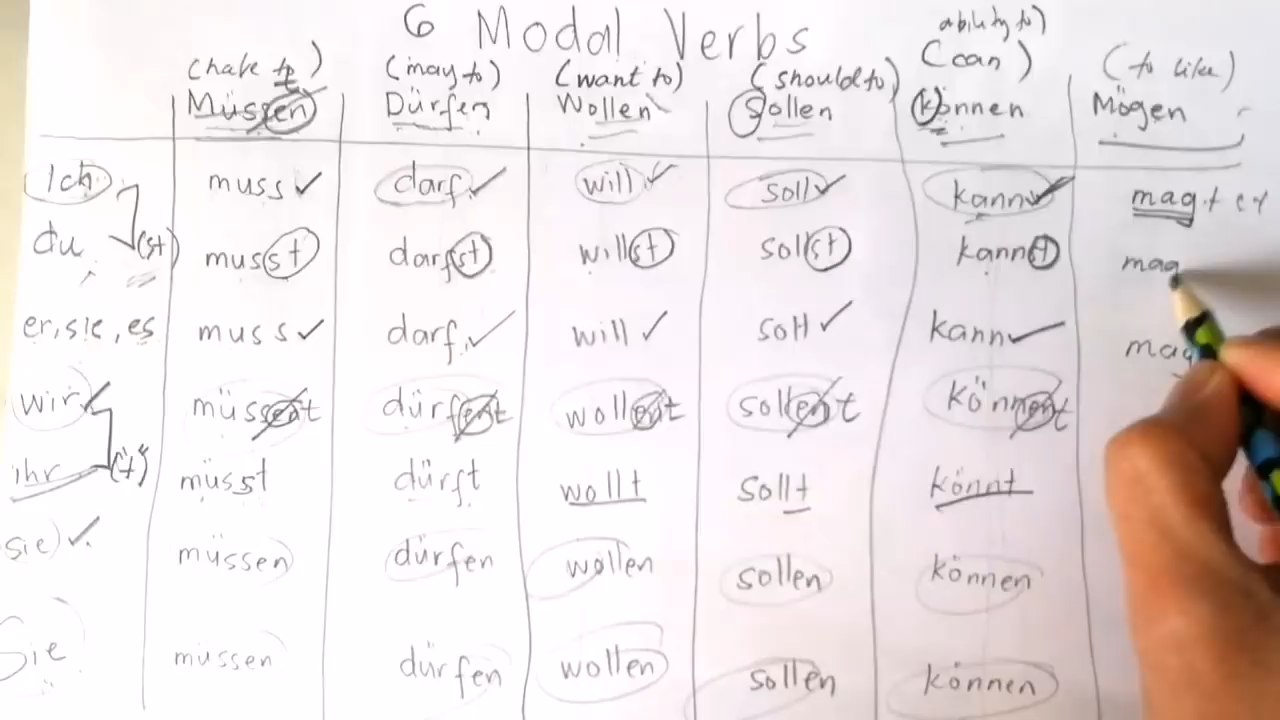 6 Modal Verbs
(have to) (may to) (want to) (should to) ability to) (can) (to like)
Müssen Dürfen Wollen Sollen können Mögen
Ich muss darf will soll kann mag
du (st) musst darfst willst sollst kannst mag
er, sie, es muss darf will soll kann mag
wir müssent dürfent wollent sollent könnent
ihr ("t") müsst dürft wollt sollt könnt
sie) müssen dürfen wollen sollen können
Sie müssen dürfen wollen sollen können